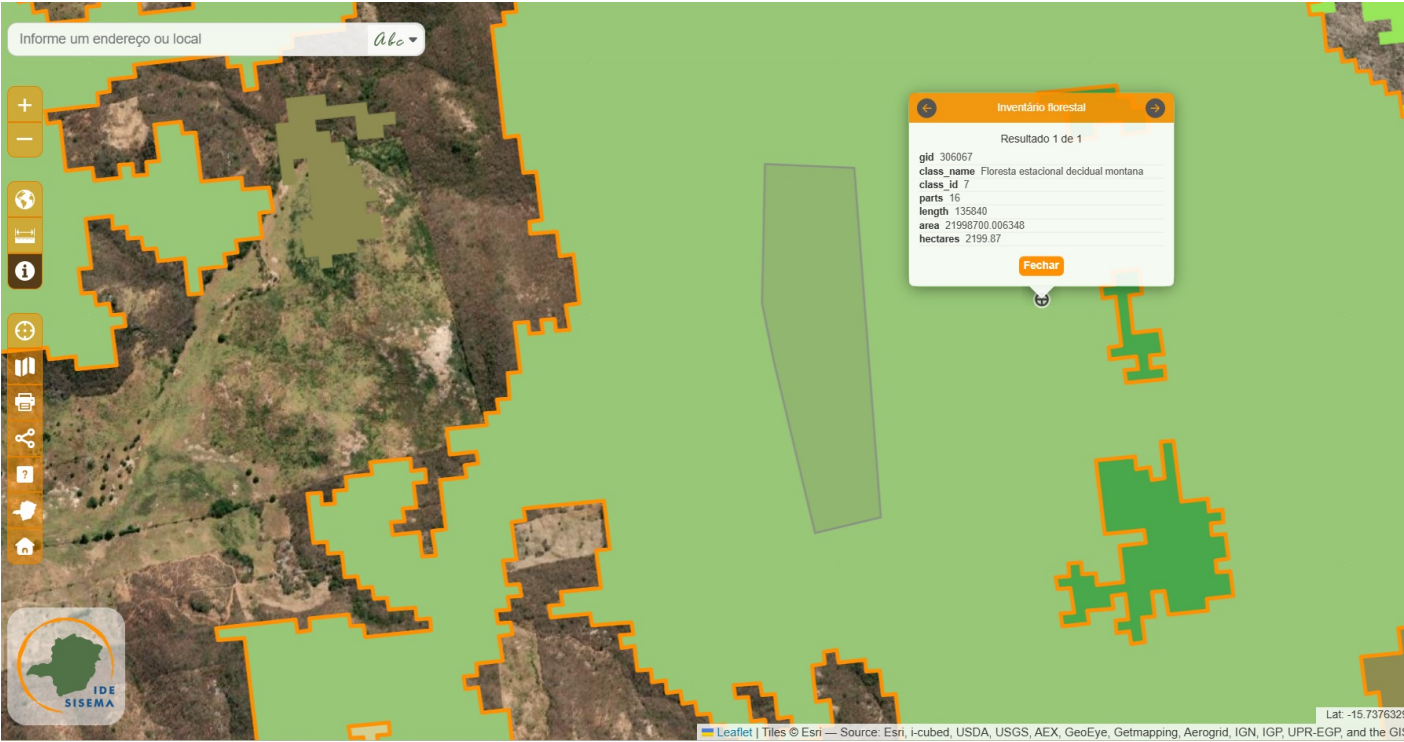 Informe um endereço ou local
Abc
Inventário florestal
Resultado 1 de 1
gid 306067
class_name Floresta estacional decidual montana
class_id 7
parts 16
length 135840
area 21998700.006348
hectares 2199.87
Fechar
IDE
SISEMA
Lat: -15.7376329
Leaflet | Tiles © Esri — Source: Esri, i-cubed, USDA, USGS, AEX, GeoEye, Getmapping, Aerogrid, IGN, IGP, UPR-EGP, and the GIS